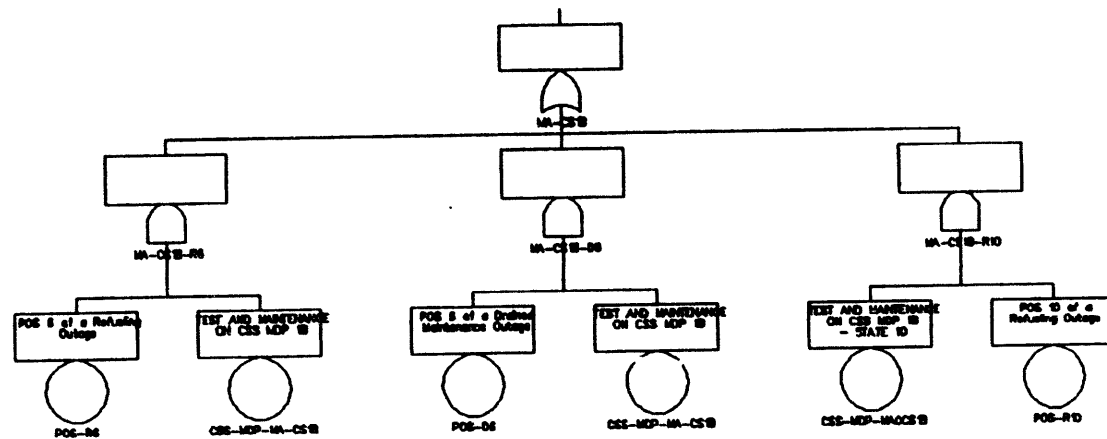 MA-CS1B
MA-CS1B-R6
MA-CS1B-D6
MA-CS1B-R10
POS 6 of a Refueling
Outage
TEST AND MAINTENANCE
ON CSS MDP 1B
POS 6 of a Drained
Maintenance Outage
TEST AND MAINTENANCE
ON CSS MDP 1B
TEST AND MAINTENANCE
ON CSS MDP 1B
- STATE 10
POS 10 of a
Refueling Outage
POS-R6
CSS-MDP-MA-CS1B
POS-D6
CSS-MDP-MA-CS1B
CSS-MDP-MAOCS1B
POS-R10